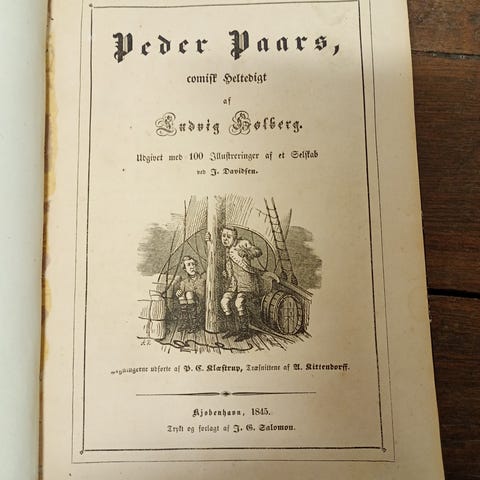 Peder Paars,
comisk Heltedigt
af
Ludvig Holberg.
Udgivet med 100 Illustreringer af et Selskab
ved J. Davidsen.
udførte af P. C. Klæstrup, Træsnittene af A. Kittendorff.
Kjøbenhavn, 1845.
Trykt og forlagt af J. G. Salomon.